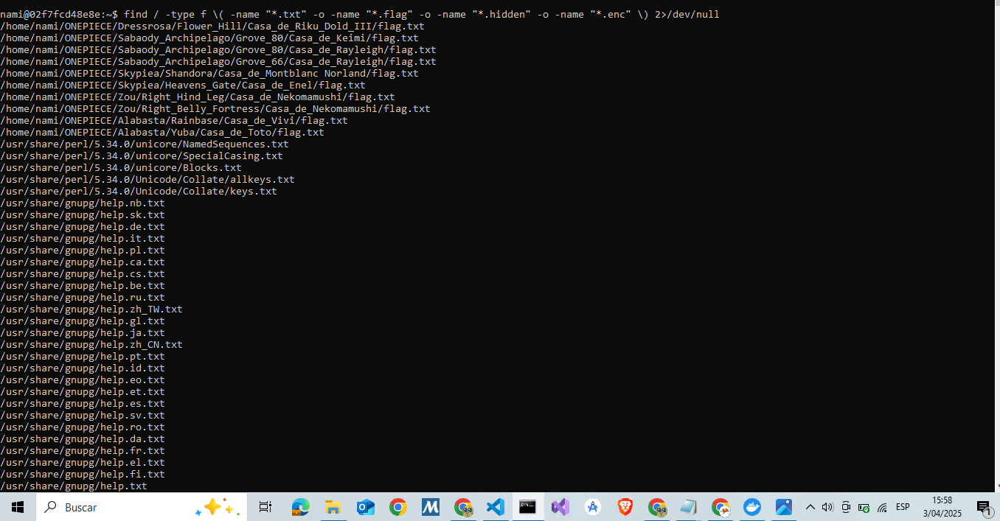 nami@02f7fcd48e8e:~$ find / -type f \( -name "*.txt" -o -name "*.flag" -o -name "*.hidden" -o -name "*.enc" \) 2>/dev/null
/home/nami/ONEPIECE/Dressrosa/Flower_Hill/Casa_de_Riku_Dold_III/flag.txt
/home/nami/ONEPIECE/Sabaody_Archipelago/Grove_80/Casa_de_Keimi/flag.txt
/home/nami/ONEPIECE/Sabaody_Archipelago/Grove_80/Casa_de_Rayleigh/flag.txt
/home/nami/ONEPIECE/Sabaody_Archipelago/Grove_66/Casa_de_Rayleigh/flag.txt
/home/nami/ONEPIECE/Skypiea/Shandora/Casa_de_Montblanc Norland/flag.txt
/home/nami/ONEPIECE/Skypiea/Heavens_Gate/Casa_de_Enel/flag.txt
/home/nami/ONEPIECE/Zou/Right_Hind_Leg/Casa_de_Nekomamushi/flag.txt
/home/nami/ONEPIECE/Zou/Right_Belly_Fortress/Casa_de_Nekomamushi/flag.txt
/home/nami/ONEPIECE/Alabasta/Rainbase/Casa_de_Vivi/flag.txt
/home/nami/ONEPIECE/Alabasta/Yuba/Casa_de_Toto/flag.txt
/usr/share/perl/5.34.0/unicore/NamedSequences.txt
/usr/share/perl/5.34.0/unicore/SpecialCasing.txt
/usr/share/perl/5.34.0/unicore/Blocks.txt
/usr/share/perl/5.34.0/Unicode/Collate/allkeys.txt
/usr/share/perl/5.34.0/Unicode/Collate/keys.txt
/usr/share/gnupg/help.nb.txt
/usr/share/gnupg/help.sk.txt
/usr/share/gnupg/help.de.txt
/usr/share/gnupg/help.it.txt
/usr/share/gnupg/help.pl.txt
/usr/share/gnupg/help.ca.txt
/usr/share/gnupg/help.cs.txt
/usr/share/gnupg/help.be.txt
/usr/share/gnupg/help.ru.txt
/usr/share/gnupg/help.zh_TW.txt
/usr/share/gnupg/help.gl.txt
/usr/share/gnupg/help.ja.txt
/usr/share/gnupg/help.zh_CN.txt
/usr/share/gnupg/help.pt.txt
/usr/share/gnupg/help.id.txt
/usr/share/gnupg/help.eo.txt
/usr/share/gnupg/help.et.txt
/usr/share/gnupg/help.es.txt
/usr/share/gnupg/help.sv.txt
/usr/share/gnupg/help.ro.txt
/usr/share/gnupg/help.da.txt
/usr/share/gnupg/help.fr.txt
/usr/share/gnupg/help.el.txt
/usr/share/gnupg/help.fi.txt
/usr/share/gnupg/help.txt
Buscar
ESP
15:58
3/04/2025
1